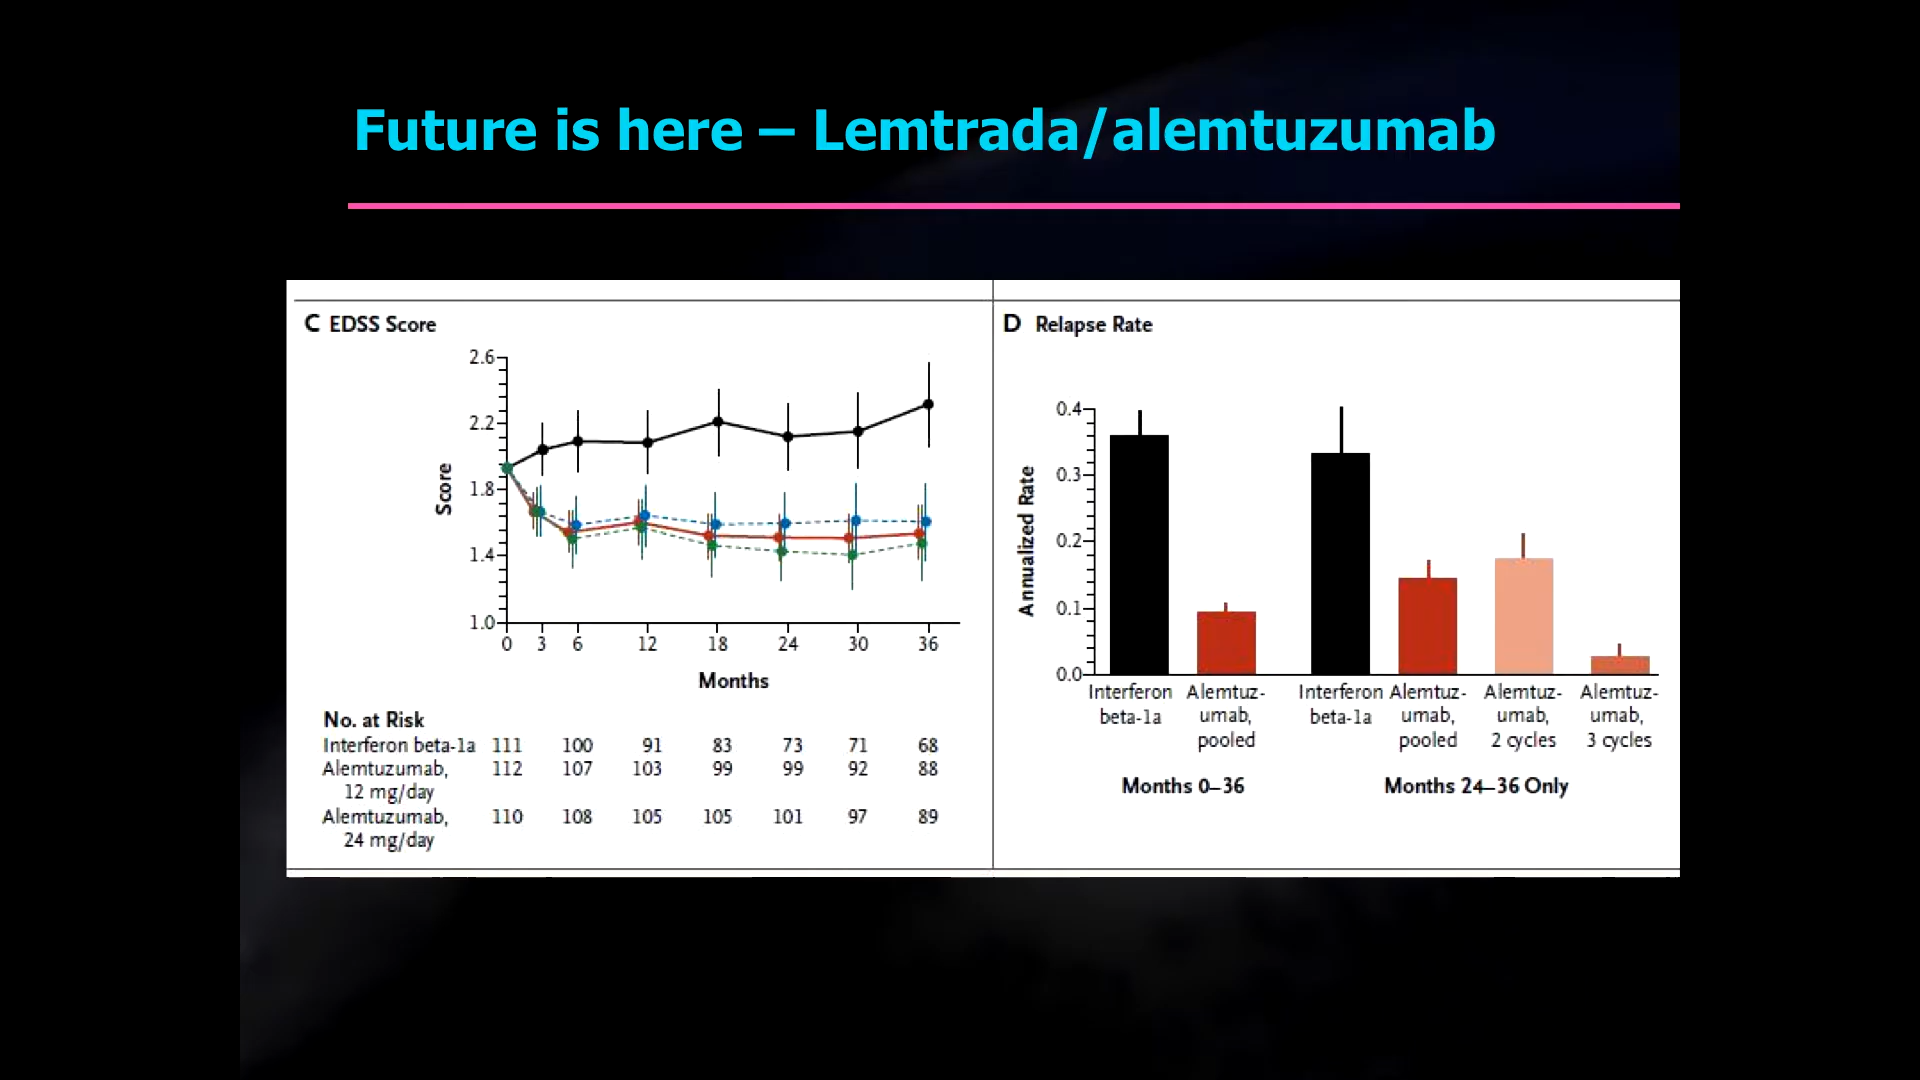 Future is here – Lemtrada/alemtuzumab
C EDSS Score
2.6
2.2
1.8
1.4
1.0
Score
0 3 6 12 18 24 30 36
Months
No. at Risk
Interferon beta-1a 111 100 91 83 73 71 68
Alemtuzumab, 112 107 103 99 99 92 88
12 mg/day
Alemtuzumab, 110 108 105 105 101 97 89
24 mg/day
D Relapse Rate
0.4
0.3
0.2
0.1
0.0
Annualized Rate
Interferon Alemtuz- Interferon Alemtuz- Alemtuz- Alemtuz-
beta-1a umab, beta-1a umab, umab, umab,
pooled pooled 2 cycles 3 cycles
Months 0–36 Months 24–36 Only